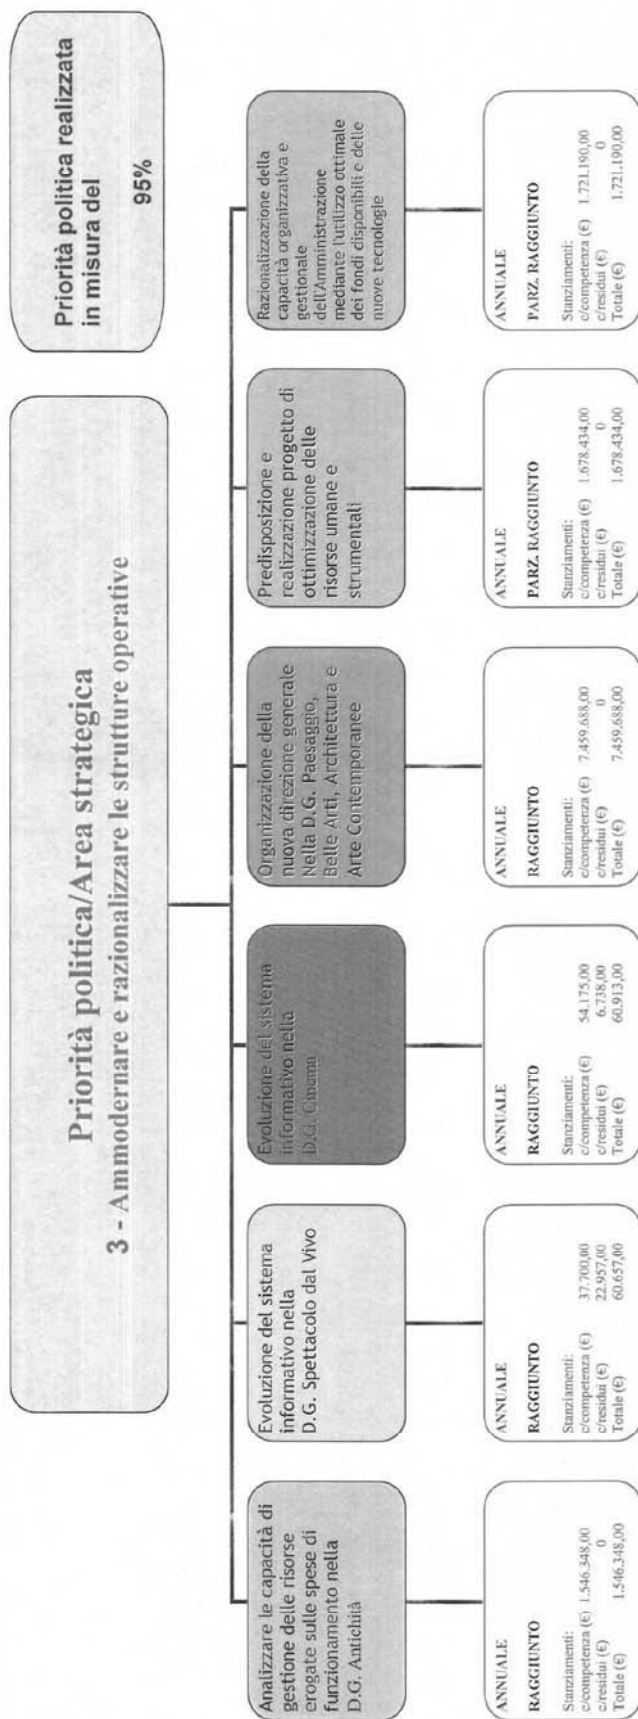 Priorità politica/Area strategica
3 - Ammodernare e razionalizzare le strutture operative
Priorità politica realizzata
in misura del
95%
Analizzare le capacità di
gestione delle risorse
erogate sulle spese di
funzionamento nella
D.G. Antichità
ANNUALE
RAGGIUNTO
Stanziamenti:
c/competenza (€) 1.546.348,00
c/residui (€) 0
Totale (€) 1.546.348,00
Evoluzione del sistema
informativo nella
D.G. Spettacolo dal Vivo
ANNUALE
RAGGIUNTO
Stanziamenti:
c/competenza (€) 37.700,00
c/residui (€) 22.957,00
Totale (€) 60.657,00
Evoluzione del sistema
informativo nella
D.G. Cinema
ANNUALE
RAGGIUNTO
Stanziamenti:
c/competenza (€) 54.175,00
c/residui (€) 6.738,00
Totale (€) 60.913,00
Organizzazione della
nuova direzione generale
Nella D.G. Paesaggio,
Belle Arti, Architettura e
Arte Contemporanee
ANNUALE
RAGGIUNTO
Stanziamenti:
c/competenza (€) 7.459.688,00
c/residui (€) 0
Totale (€) 7.459.688,00
Predisposizione e
realizzazione progetto di
ottimizzazione delle
risorse umane e
strumentali
ANNUALE
PARZ. RAGGIUNTO
Stanziamenti:
c/competenza (€) 1.678.434,00
c/residui (€) 0
Totale (€) 1.678.434,00
Razionalizzazione della
capacità organizzativa e
gestionale
dell'Amministrazione
mediante l'utilizzo ottimale
dei fondi disponibili e delle
nuove tecnologie
ANNUALE
PARZ. RAGGIUNTO
Stanziamenti:
c/competenza (€) 1.721.190,00
c/residui (€) 0
Totale (€) 1.721.190,00